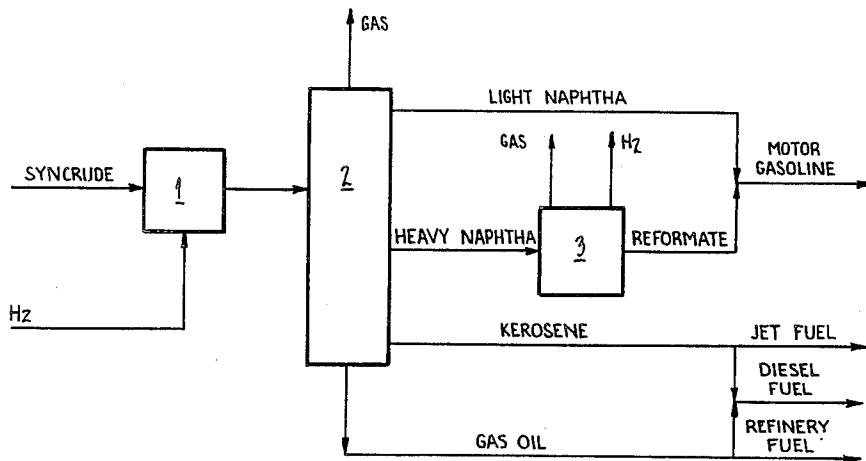 GAS
LIGHT NAPHTHA
GAS
H2
MOTOR
GASOLINE
SYNCRUDE
1
2
HEAVY NAPHTHA
3
REFORMATE
H2
KEROSENE
JET FUEL
DIESEL
FUEL
GAS OIL
REFINERY
FUEL